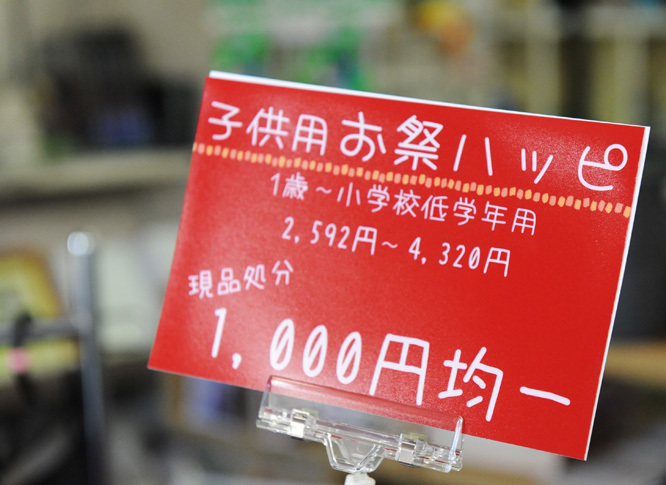 子供用お祭ハッピ
1歳～小学校低学年用
2,592円～4,320円
現品処分
1,000円均一